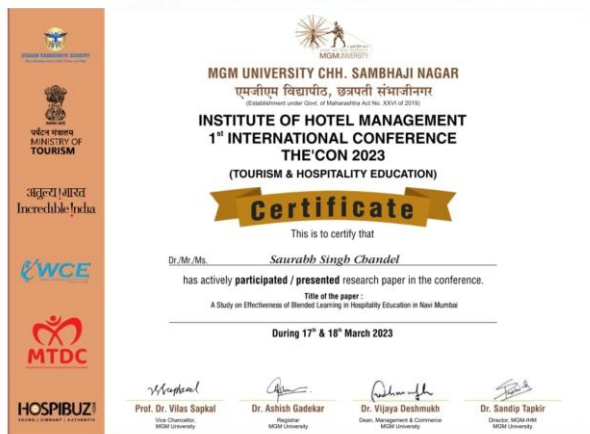 MGM UNIVERSITY
MGM UNIVERSITY CHH. SAMBHAJI NAGAR
एमजीएम विद्यापीठ, छत्रपती संभाजीनगर
(Establishment under Govt. of Maharashtra Act No. XXVI of 2019)
INSTITUTE OF HOTEL MANAGEMENT
1st INTERNATIONAL CONFERENCE
THE'CON 2023
(TOURISM & HOSPITALITY EDUCATION)
Certificate
This is to certify that
Dr./Mr./Ms. Saurabh Singh Chandel
has actively participated / presented research paper in the conference.
Title of the paper :
A Study on Effectiveness of Blended Learning in Hospitality Education in Navi Mumbai
During 17th & 18th March 2023
Prof. Dr. Vilas Sapkal
Vice Chancellor,
MGM University
Dr. Ashish Gadekar
Registrar
MGM University
Dr. Vijaya Deshmukh
Dean, Management & Commerce
MGM University
Dr. Sandip Tapkir
Director, MGM-IHM
MGM University
पर्यटन मंत्रालय
MINISTRY OF
TOURISM
अतुल्य!भारत
Incredıble!ndia
WCE
MTDC
HOSPIBUZ
YOUNG | VIBRANT | AUTHENTIC